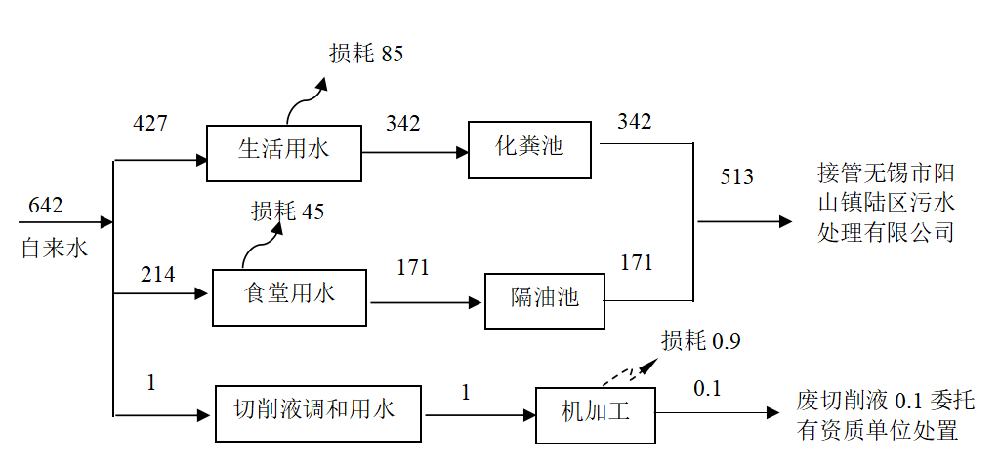 损耗 85
427
生活用水
342
化粪池
342
513
接管无锡市阳
山镇陆区污水
处理有限公司
642
自来水
损耗 45
214
食堂用水
171
隔油池
171
损耗 0.9
1
切削液调和用水
1
机加工
0.1
废切削液 0.1 委托
有资质单位处置